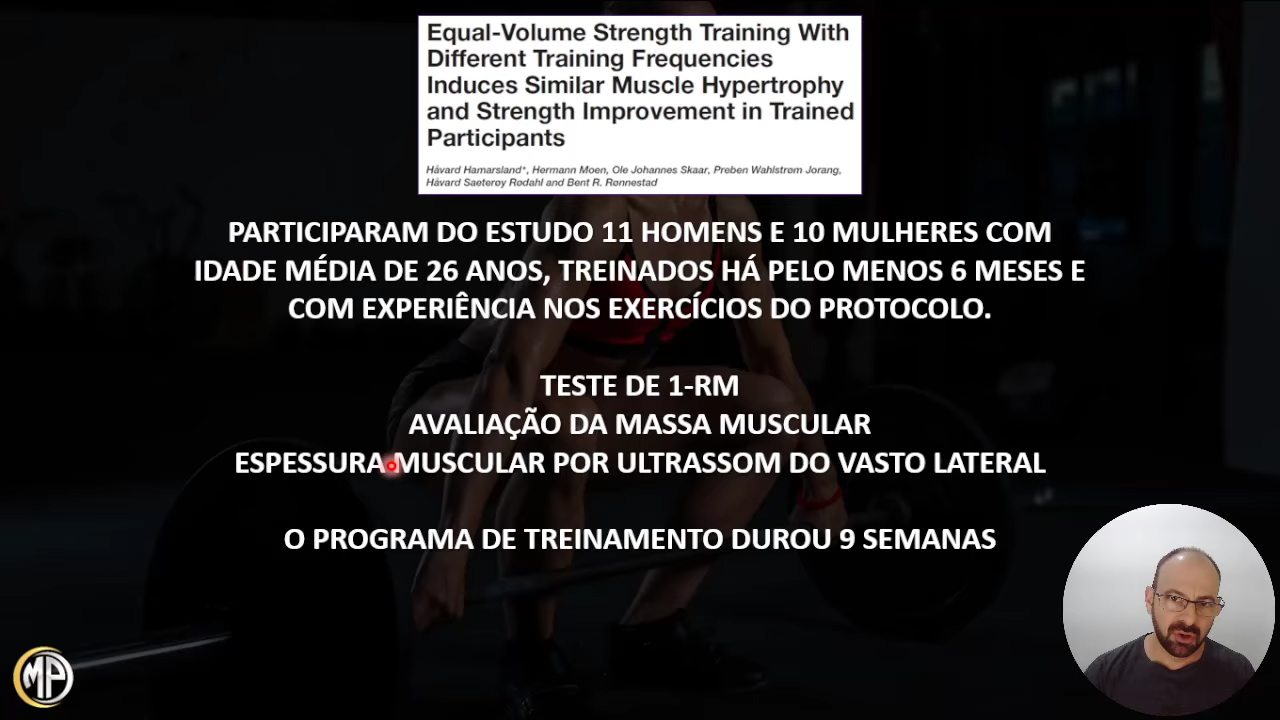 Equal-Volume Strength Training With
Different Training Frequencies
Induces Similar Muscle Hypertrophy
and Strength Improvement in Trained
Participants
Håvard Hamarsland*, Hermann Moen, Ole Johannes Skaar, Preben Wahlstrøm Jorang,
Håvard Saeterøy Rødahl and Bent R. Rønnestad
PARTICIPARAM DO ESTUDO 11 HOMENS E 10 MULHERES COM
IDADE MÉDIA DE 26 ANOS, TREINADOS HÁ PELO MENOS 6 MESES E
COM EXPERIÊNCIA NOS EXERCÍCIOS DO PROTOCOLO.
TESTE DE 1-RM
AVALIAÇÃO DA MASSA MUSCULAR
ESPESSURA MUSCULAR POR ULTRASSOM DO VASTO LATERAL
O PROGRAMA DE TREINAMENTO DUROU 9 SEMANAS
MP